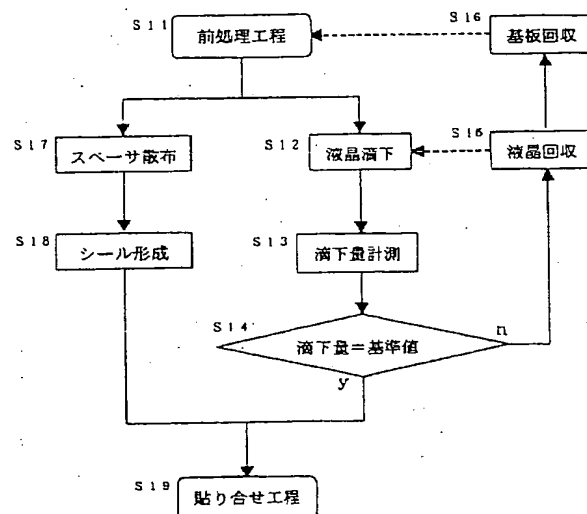 S11
前処理工程
S16
基板回収
S17
スペーサ散布
S12
液晶滴下
S15
液晶回収
S18
シール形成
S13
滴下量計測
S14
滴下量=基準値
n
y
S19
貼り合せ工程